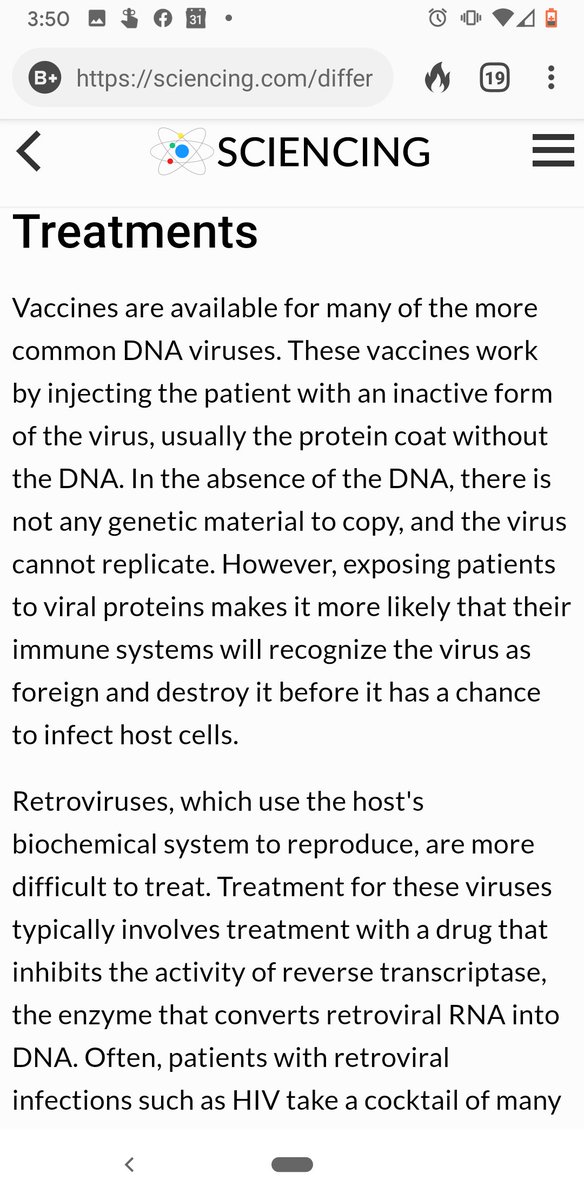 3:50
31
B+ https://sciencing.com/differ 19
SCIENCING
Treatments
Vaccines are available for many of the more
common DNA viruses. These vaccines work
by injecting the patient with an inactive form
of the virus, usually the protein coat without
the DNA. In the absence of the DNA, there is
not any genetic material to copy, and the virus
cannot replicate. However, exposing patients
to viral proteins makes it more likely that their
immune systems will recognize the virus as
foreign and destroy it before it has a chance
to infect host cells.
Retroviruses, which use the host's
biochemical system to reproduce, are more
difficult to treat. Treatment for these viruses
typically involves treatment with a drug that
inhibits the activity of reverse transcriptase,
the enzyme that converts retroviral RNA into
DNA. Often, patients with retroviral
infections such as HIV take a cocktail of many